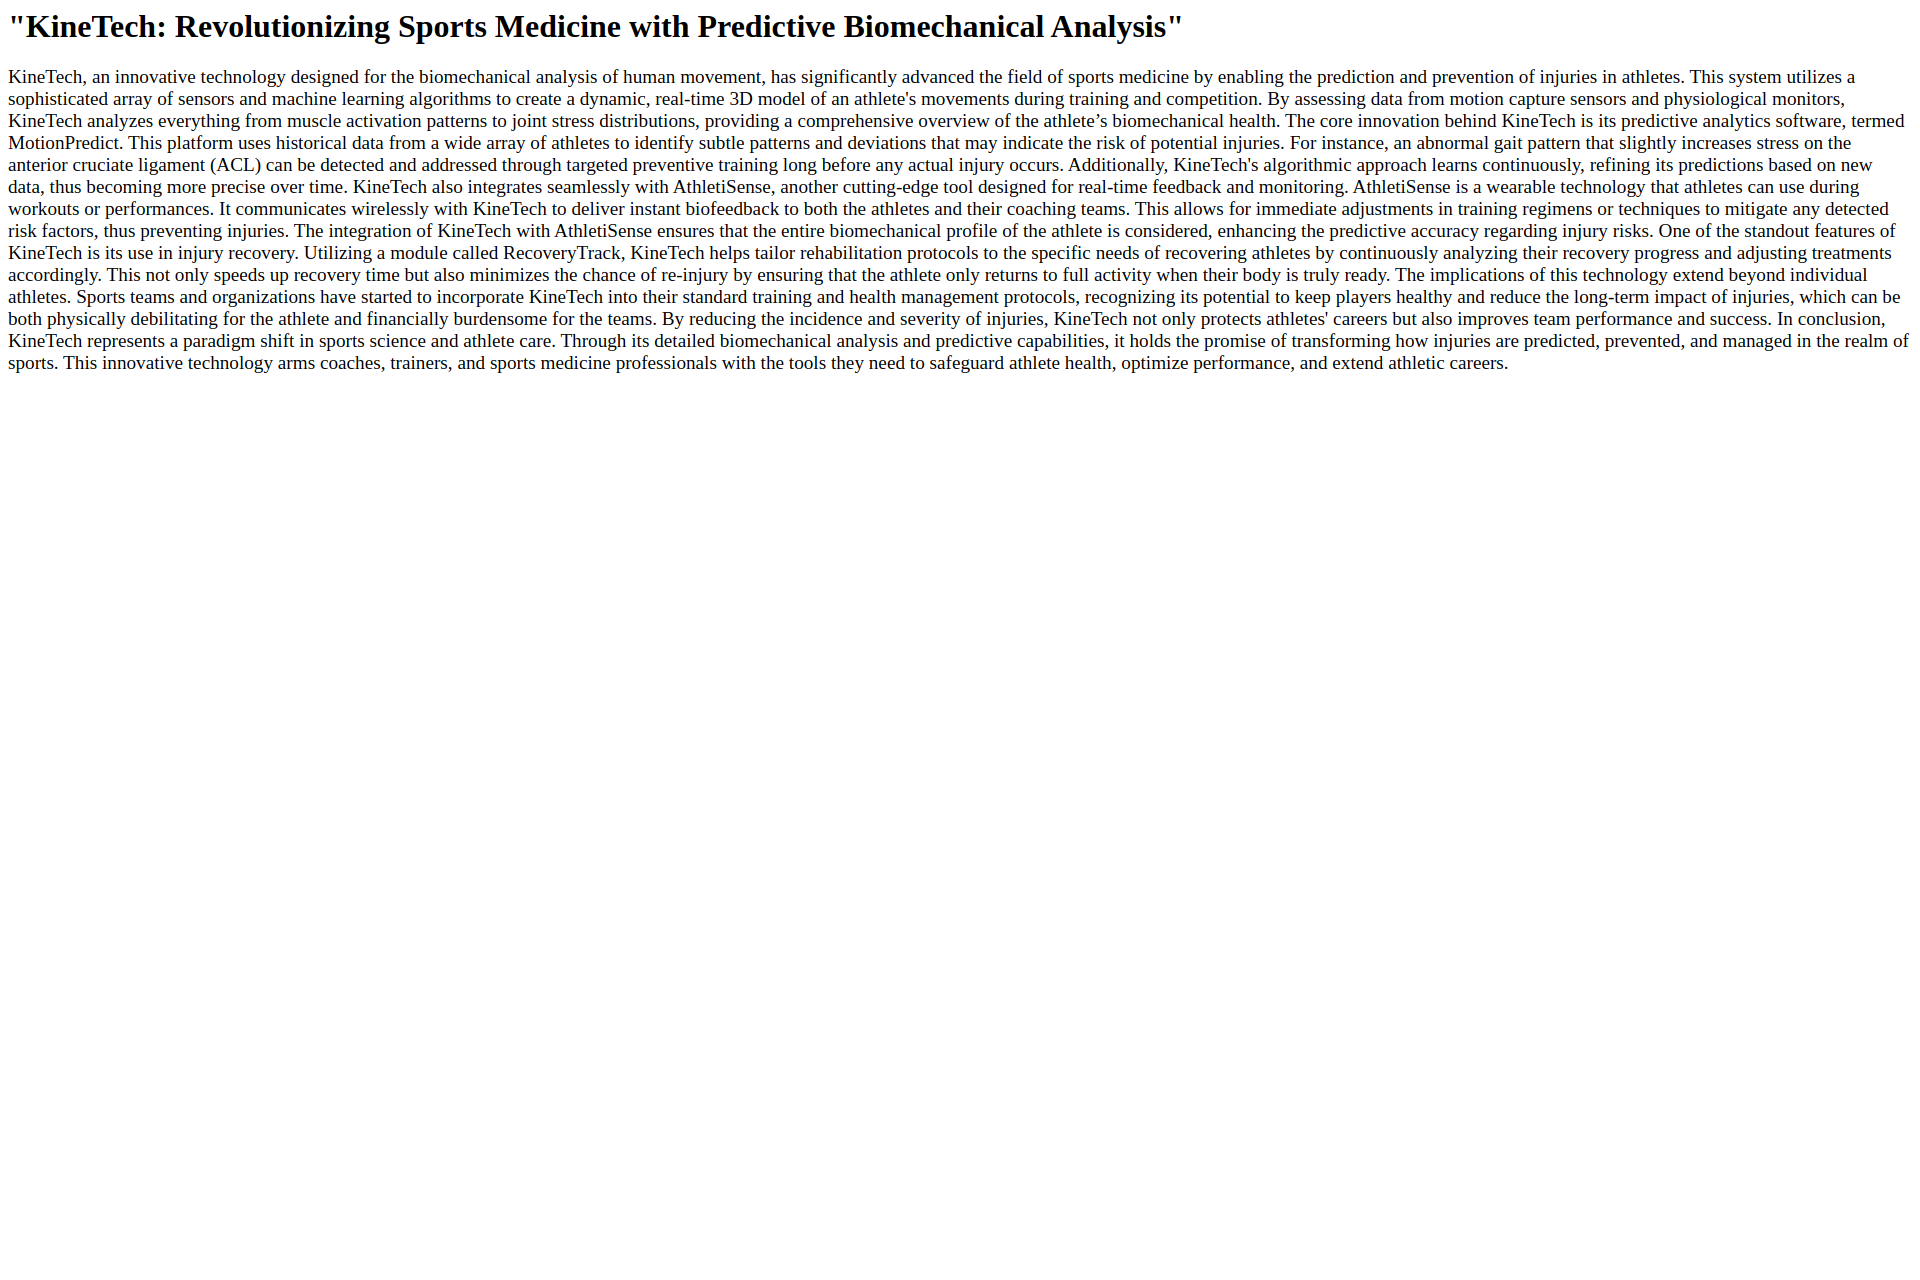 "KineTech: Revolutionizing Sports Medicine with Predictive Biomechanical Analysis"
KineTech, an innovative technology designed for the biomechanical analysis of human movement, has significantly advanced the field of sports medicine by enabling the prediction and prevention of injuries in athletes. This system utilizes a
sophisticated array of sensors and machine learning algorithms to create a dynamic, real-time 3D model of an athlete's movements during training and competition. By assessing data from motion capture sensors and physiological monitors,
KineTech analyzes everything from muscle activation patterns to joint stress distributions, providing a comprehensive overview of the athlete’s biomechanical health. The core innovation behind KineTech is its predictive analytics software, termed
MotionPredict. This platform uses historical data from a wide array of athletes to identify subtle patterns and deviations that may indicate the risk of potential injuries. For instance, an abnormal gait pattern that slightly increases stress on the
anterior cruciate ligament (ACL) can be detected and addressed through targeted preventive training long before any actual injury occurs. Additionally, KineTech's algorithmic approach learns continuously, refining its predictions based on new
data, thus becoming more precise over time. KineTech also integrates seamlessly with AthletiSense, another cutting-edge tool designed for real-time feedback and monitoring. AthletiSense is a wearable technology that athletes can use during
workouts or performances. It communicates wirelessly with KineTech to deliver instant biofeedback to both the athletes and their coaching teams. This allows for immediate adjustments in training regimens or techniques to mitigate any detected
risk factors, thus preventing injuries. The integration of KineTech with AthletiSense ensures that the entire biomechanical profile of the athlete is considered, enhancing the predictive accuracy regarding injury risks. One of the standout features of
KineTech is its use in injury recovery. Utilizing a module called RecoveryTrack, KineTech helps tailor rehabilitation protocols to the specific needs of recovering athletes by continuously analyzing their recovery progress and adjusting treatments
accordingly. This not only speeds up recovery time but also minimizes the chance of re-injury by ensuring that the athlete only returns to full activity when their body is truly ready. The implications of this technology extend beyond individual
athletes. Sports teams and organizations have started to incorporate KineTech into their standard training and health management protocols, recognizing its potential to keep players healthy and reduce the long-term impact of injuries, which can be
both physically debilitating for the athlete and financially burdensome for the teams. By reducing the incidence and severity of injuries, KineTech not only protects athletes' careers but also improves team performance and success. In conclusion,
KineTech represents a paradigm shift in sports science and athlete care. Through its detailed biomechanical analysis and predictive capabilities, it holds the promise of transforming how injuries are predicted, prevented, and managed in the realm of
sports. This innovative technology arms coaches, trainers, and sports medicine professionals with the tools they need to safeguard athlete health, optimize performance, and extend athletic careers.